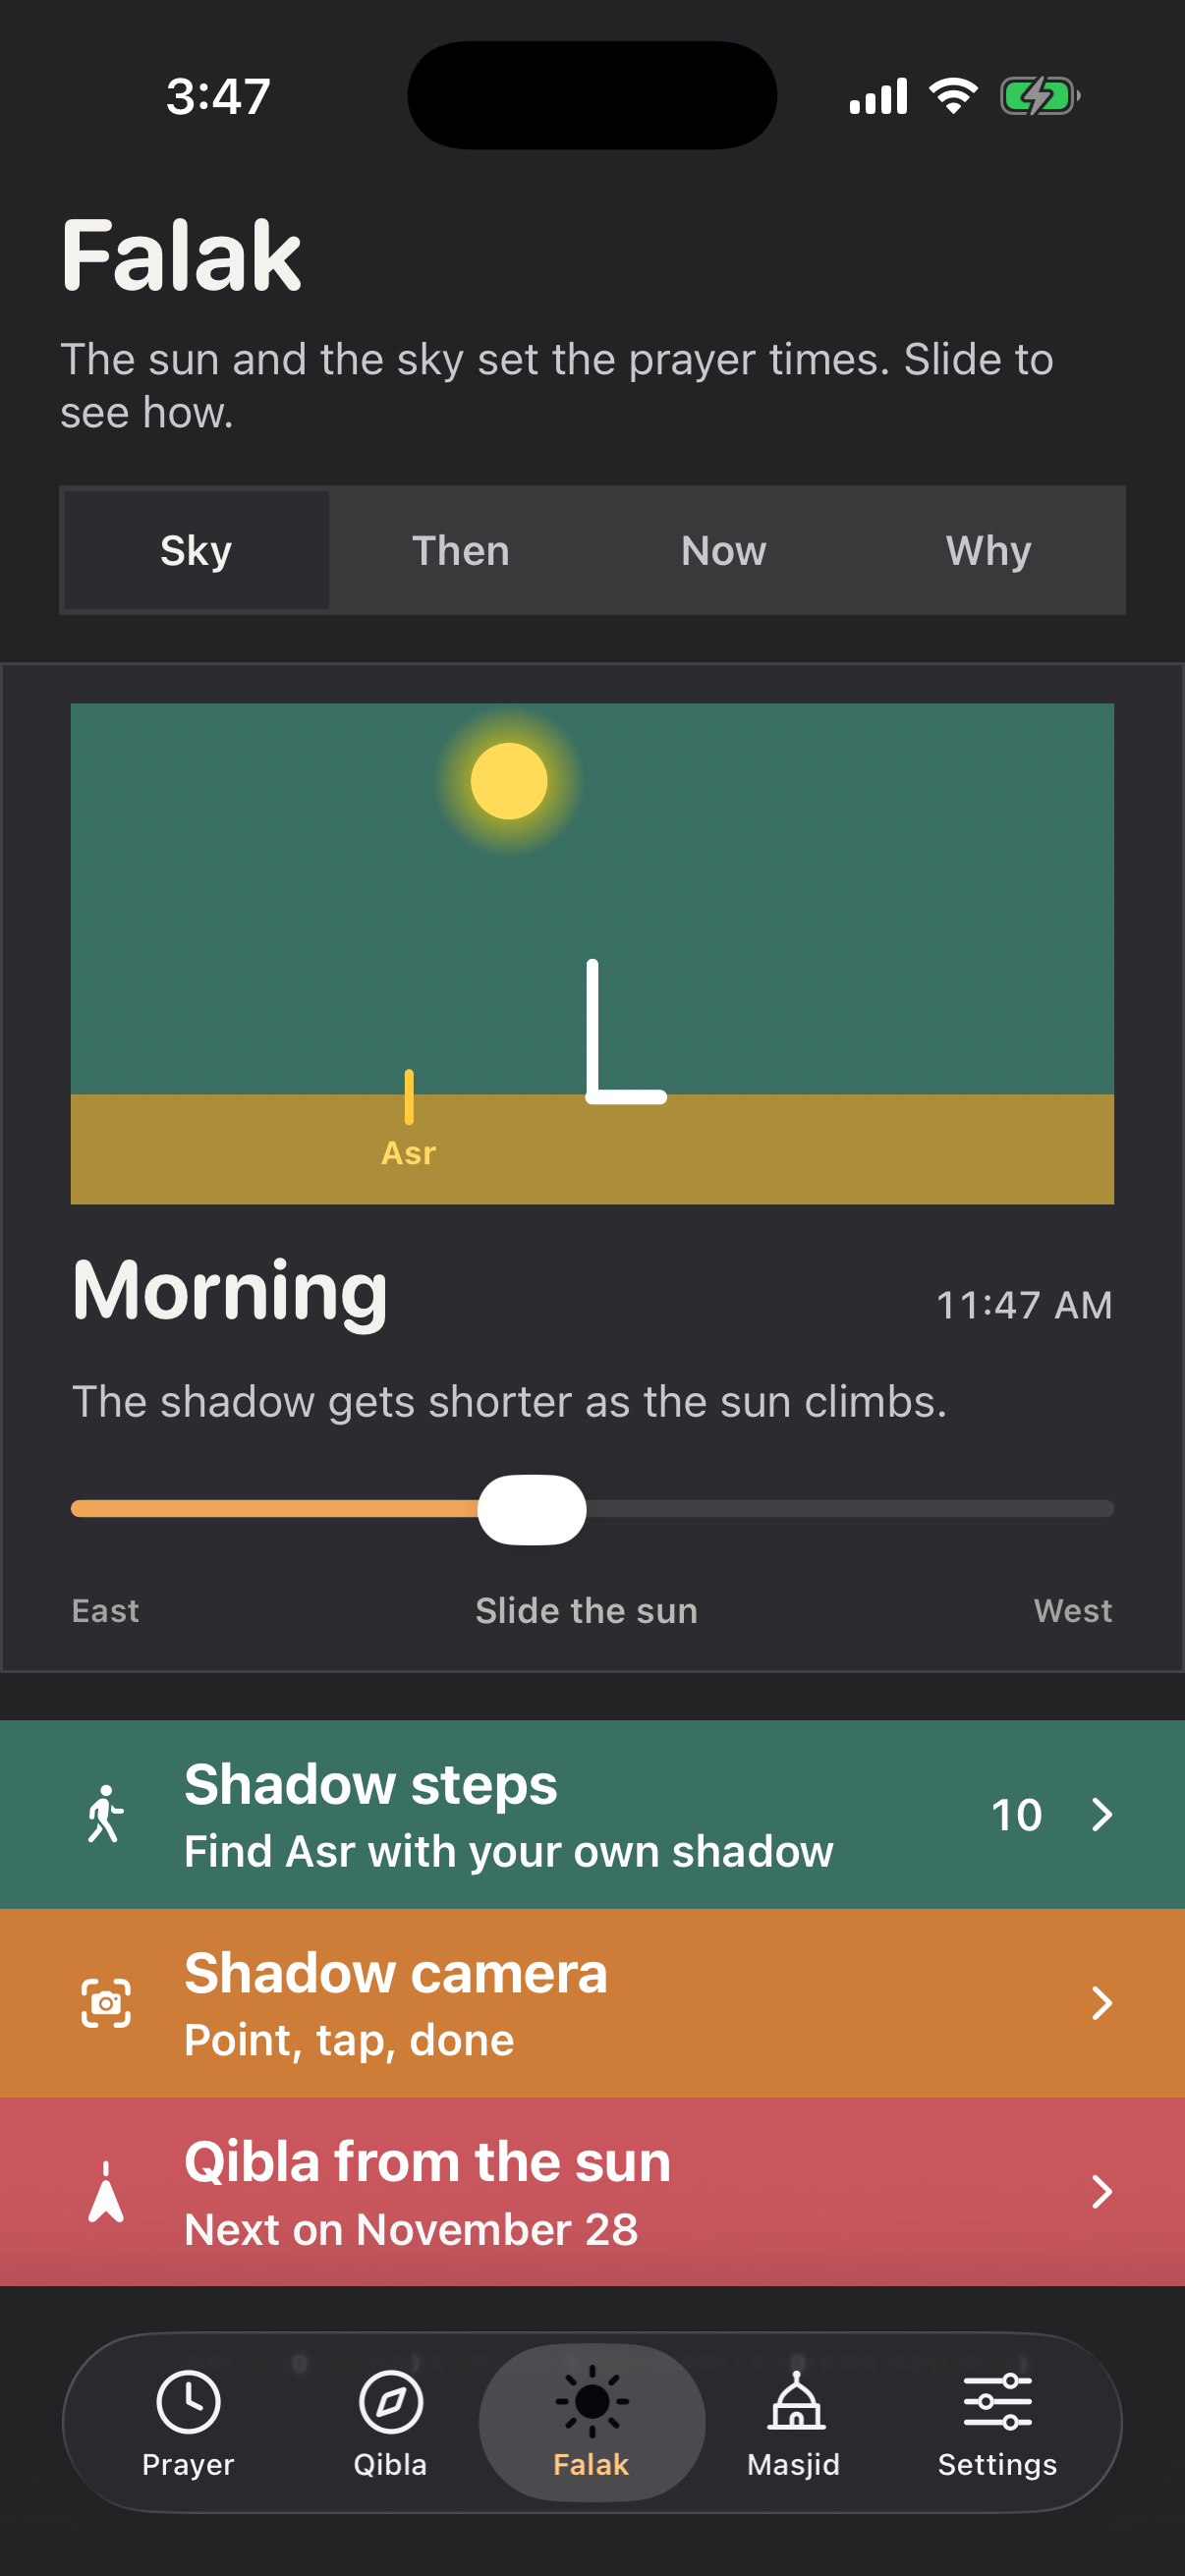 3:47
Falak
The sun and the sky set the prayer times. Slide to
see how.
Sky Then Now Why
Asr
Morning
11:47 AM
The shadow gets shorter as the sun climbs.
East Slide the sun West
Shadow steps
Find Asr with your own shadow
10
Shadow camera
Point, tap, done
Qibla from the sun
Next on November 28
Prayer Qibla Falak Masjid Settings